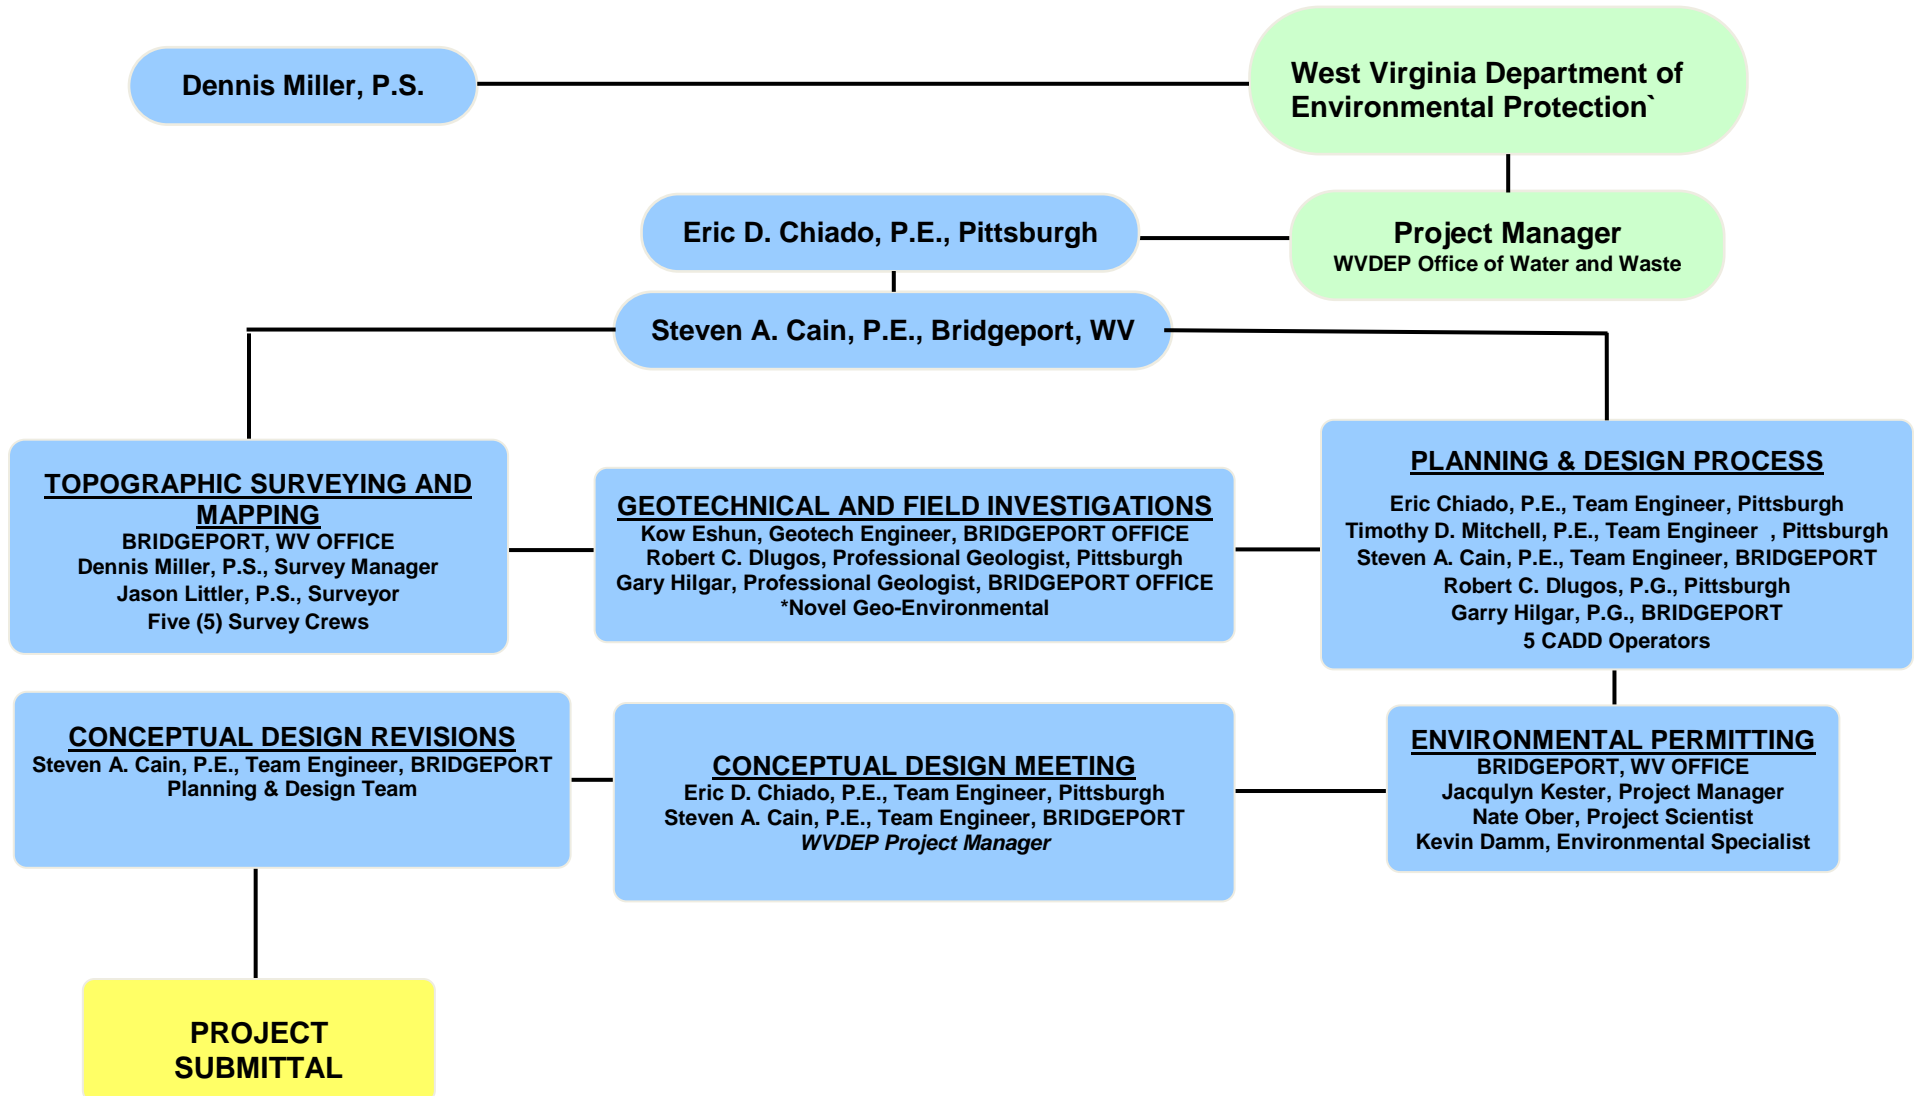 Dennis Miller, P.S.
West Virginia Department of
Environmental Protection`
Eric D. Chiado, P.E., Pittsburgh
Project Manager
WVDEP Office of Water and Waste
Steven A. Cain, P.E., Bridgeport, WV
TOPOGRAPHIC SURVEYING AND
MAPPING
BRIDGEPORT, WV OFFICE
Dennis Miller, P.S., Survey Manager
Jason Littler, P.S., Surveyor
Five (5) Survey Crews
GEOTECHNICAL AND FIELD INVESTIGATIONS
Kow Eshun, Geotech Engineer, BRIDGEPORT OFFICE
Robert C. Dlugos, Professional Geologist, Pittsburgh
Gary Hilgar, Professional Geologist, BRIDGEPORT OFFICE
*Novel Geo-Environmental
PLANNING & DESIGN PROCESS
Eric Chiado, P.E., Team Engineer, Pittsburgh
Timothy D. Mitchell, P.E., Team Engineer , Pittsburgh
Steven A. Cain, P.E., Team Engineer, BRIDGEPORT
Robert C. Dlugos, P.G., Pittsburgh
Garry Hilgar, P.G., BRIDGEPORT
5 CADD Operators
CONCEPTUAL DESIGN REVISIONS
Steven A. Cain, P.E., Team Engineer, BRIDGEPORT
Planning & Design Team
CONCEPTUAL DESIGN MEETING
Eric D. Chiado, P.E., Team Engineer, Pittsburgh
Steven A. Cain, P.E., Team Engineer, BRIDGEPORT
WVDEP Project Manager
ENVIRONMENTAL PERMITTING
BRIDGEPORT, WV OFFICE
Jacqulyn Kester, Project Manager
Nate Ober, Project Scientist
Kevin Damm, Environmental Specialist
PROJECT
SUBMITTAL